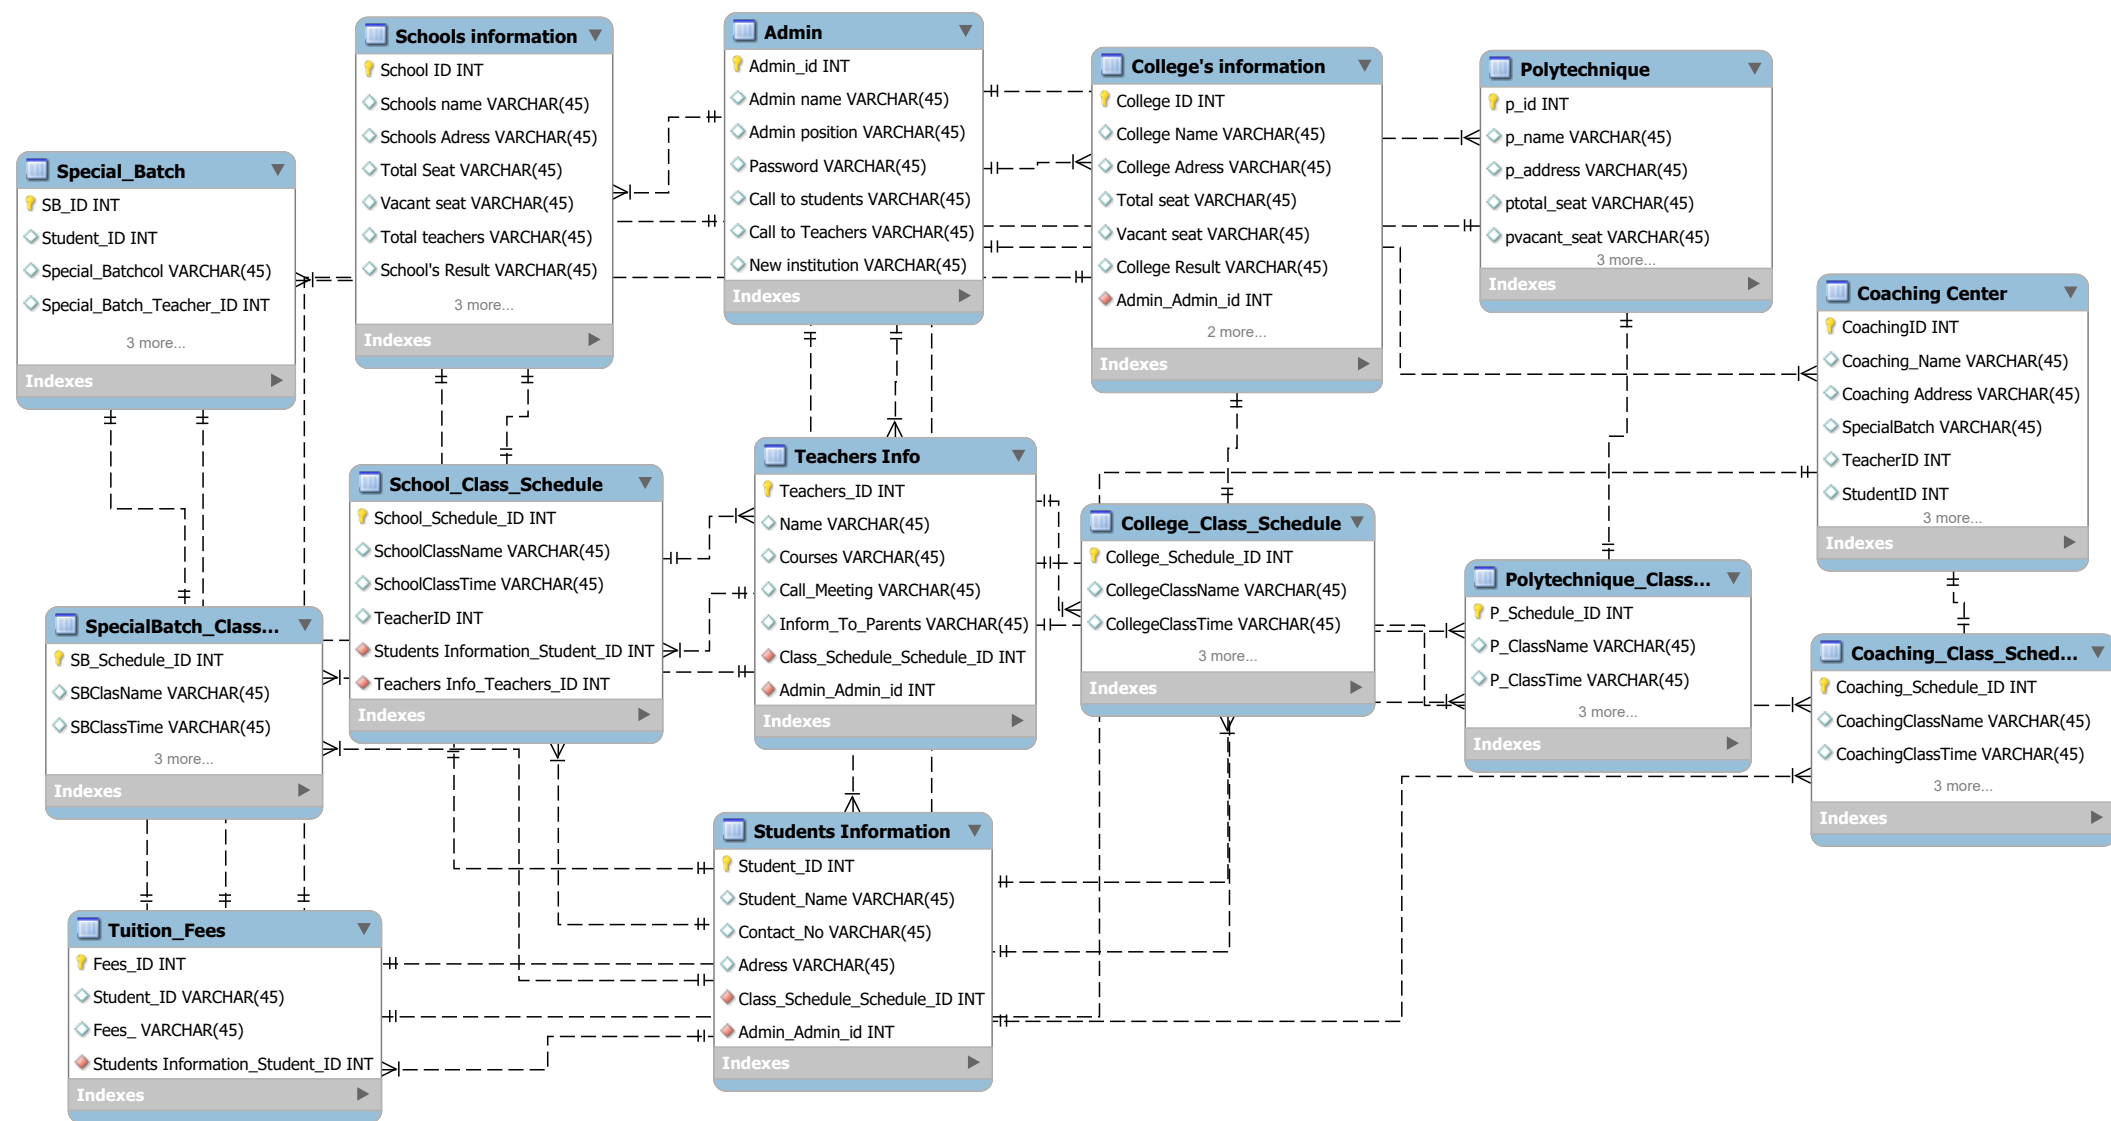 Schools information
School ID INT
Schools name VARCHAR(45)
Schools Adress VARCHAR(45)
Total Seat VARCHAR(45)
Vacant seat VARCHAR(45)
Total teachers VARCHAR(45)
School's Result VARCHAR(45)
3 more...
Indexes
Admin
Admin_id INT
Admin name VARCHAR(45)
Admin position VARCHAR(45)
Password VARCHAR(45)
Call to students VARCHAR(45)
Call to Teachers VARCHAR(45)
New institution VARCHAR(45)
Indexes
College's information
College ID INT
College Name VARCHAR(45)
College Adress VARCHAR(45)
Total seat VARCHAR(45)
Vacant seat VARCHAR(45)
College Result VARCHAR(45)
Admin_Admin_id INT
2 more...
Indexes
Polytechnique
p_id INT
p_name VARCHAR(45)
p_address VARCHAR(45)
ptotal_seat VARCHAR(45)
pvacant_seat VARCHAR(45)
3 more...
Indexes
Special_Batch
SB_ID INT
Student_ID INT
Special_Batchcol VARCHAR(45)
Special_Batch_Teacher_ID INT
3 more...
Indexes
Coaching Center
CoachingID INT
Coaching_Name VARCHAR(45)
Coaching Address VARCHAR(45)
SpecialBatch VARCHAR(45)
TeacherID INT
StudentID INT
3 more...
Indexes
School_Class_Schedule
School_Schedule_ID INT
SchoolClassName VARCHAR(45)
SchoolClassTime VARCHAR(45)
TeacherID INT
Students Information_Student_ID INT
Teachers Info_Teachers_ID INT
Indexes
Teachers Info
Teachers_ID INT
Name VARCHAR(45)
Courses VARCHAR(45)
Call_Meeting VARCHAR(45)
Inform_To_Parents VARCHAR(45)
Class_Schedule_Schedule_ID INT
Admin_Admin_id INT
Indexes
College_Class_Schedule
College_Schedule_ID INT
CollegeClassName VARCHAR(45)
CollegeClassTime VARCHAR(45)
3 more...
Indexes
Polytechnique_Class...
P_Schedule_ID INT
P_ClassName VARCHAR(45)
P_ClassTime VARCHAR(45)
3 more...
Indexes
SpecialBatch_Class...
SB_Schedule_ID INT
SBClasName VARCHAR(45)
SBClassTime VARCHAR(45)
3 more...
Indexes
Coaching_Class_Sched...
Coaching_Schedule_ID INT
CoachingClassName VARCHAR(45)
CoachingClassTime VARCHAR(45)
3 more...
Indexes
Students Information
Student_ID INT
Student_Name VARCHAR(45)
Contact_No VARCHAR(45)
Adress VARCHAR(45)
Class_Schedule_Schedule_ID INT
Admin_Admin_id INT
Indexes
Tuition_Fees
Fees_ID INT
Student_ID VARCHAR(45)
Fees_ VARCHAR(45)
Students Information_Student_ID INT
Indexes